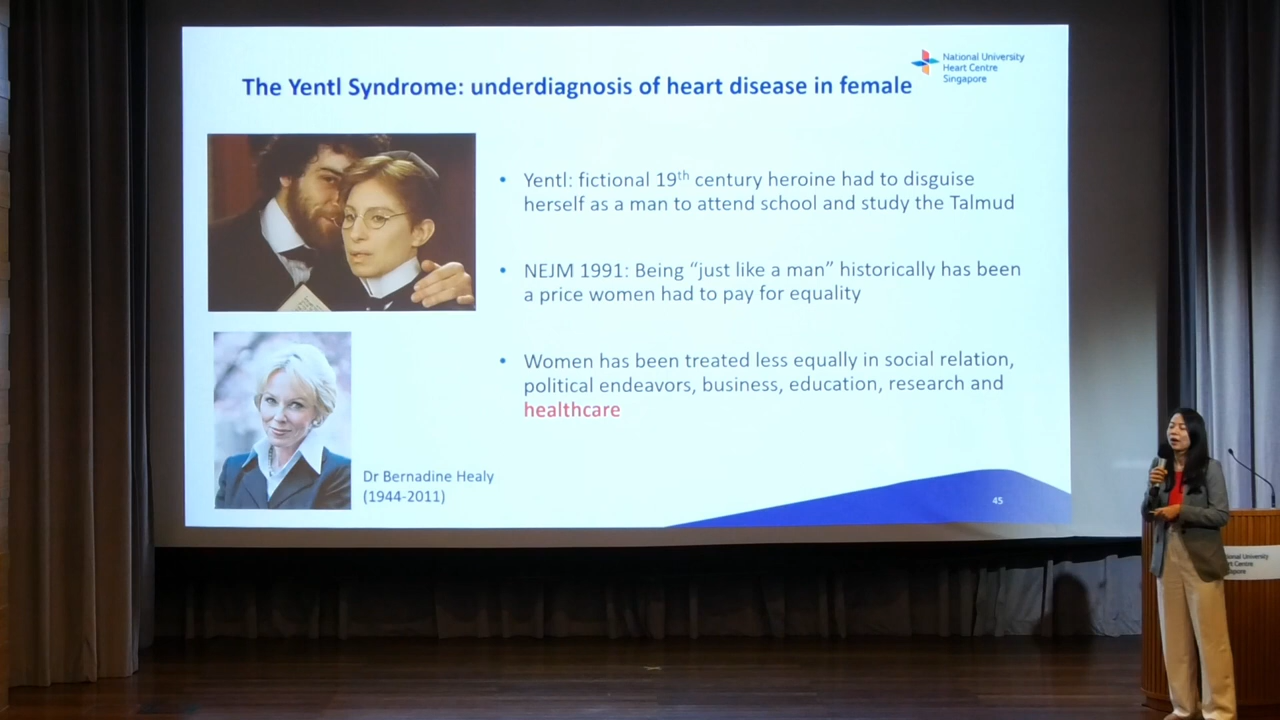 The Yentl Syndrome: underdiagnosis of heart disease in female
National University
Heart Centre
Singapore
• Yentl: fictional 19th century heroine had to disguise
herself as a man to attend school and study the Talmud
• NEJM 1991: Being “just like a man” historically has been
a price women had to pay for equality
• Women has been treated less equally in social relation,
political endeavors, business, education, research and
healthcare
Dr Bernadine Healy
(1944-2011)
45
University
Centre